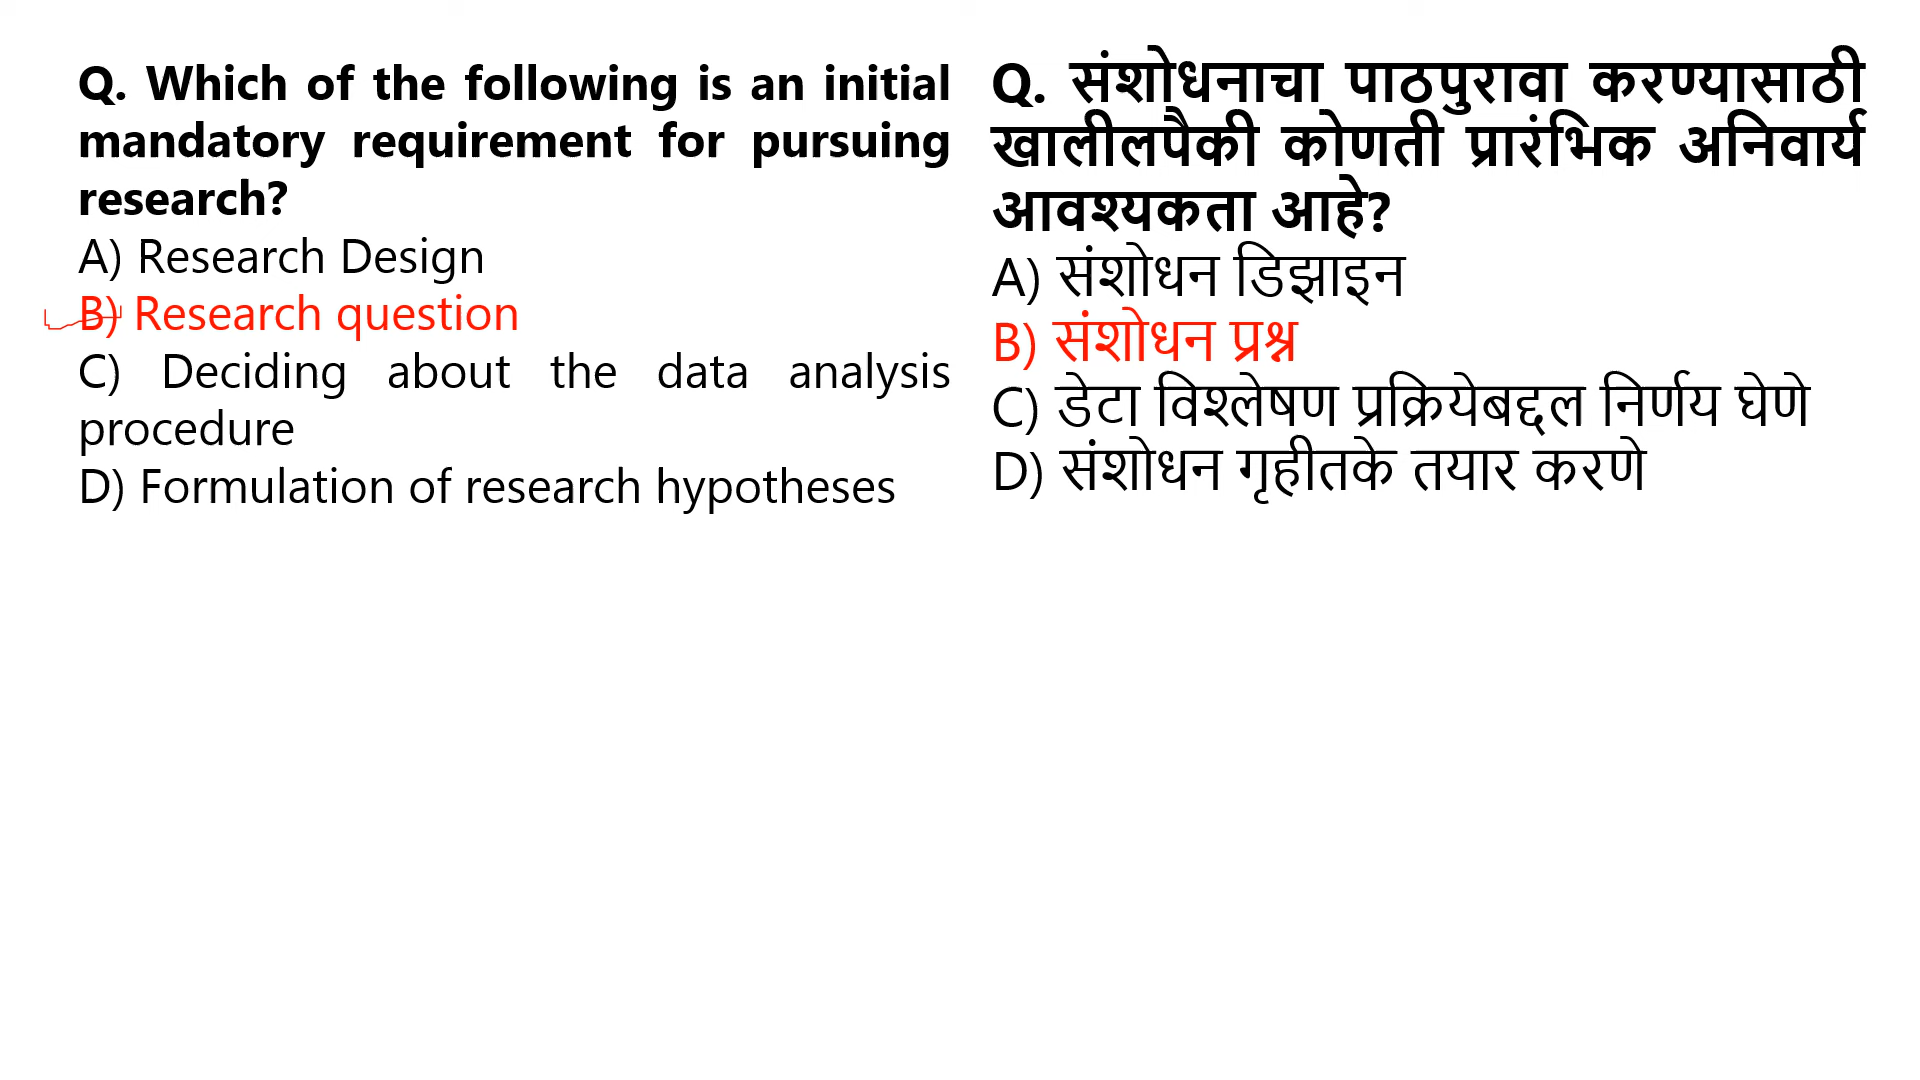 Q. Which of the following is an initial
mandatory requirement for pursuing
research?
A) Research Design
B) Research question
C) Deciding about the data analysis
procedure
D) Formulation of research hypotheses
Q. संशोधनाचा पाठपुरावा करण्यासाठी
खालीलपैकी कोणती प्रारंभिक अनिवार्य
आवश्यकता आहे?
A) संशोधन डिझाइन
B) संशोधन प्रश्न
C) डेटा विश्लेषण प्रक्रियेबद्दल निर्णय घेणे
D) संशोधन गृहीतके तयार करणे